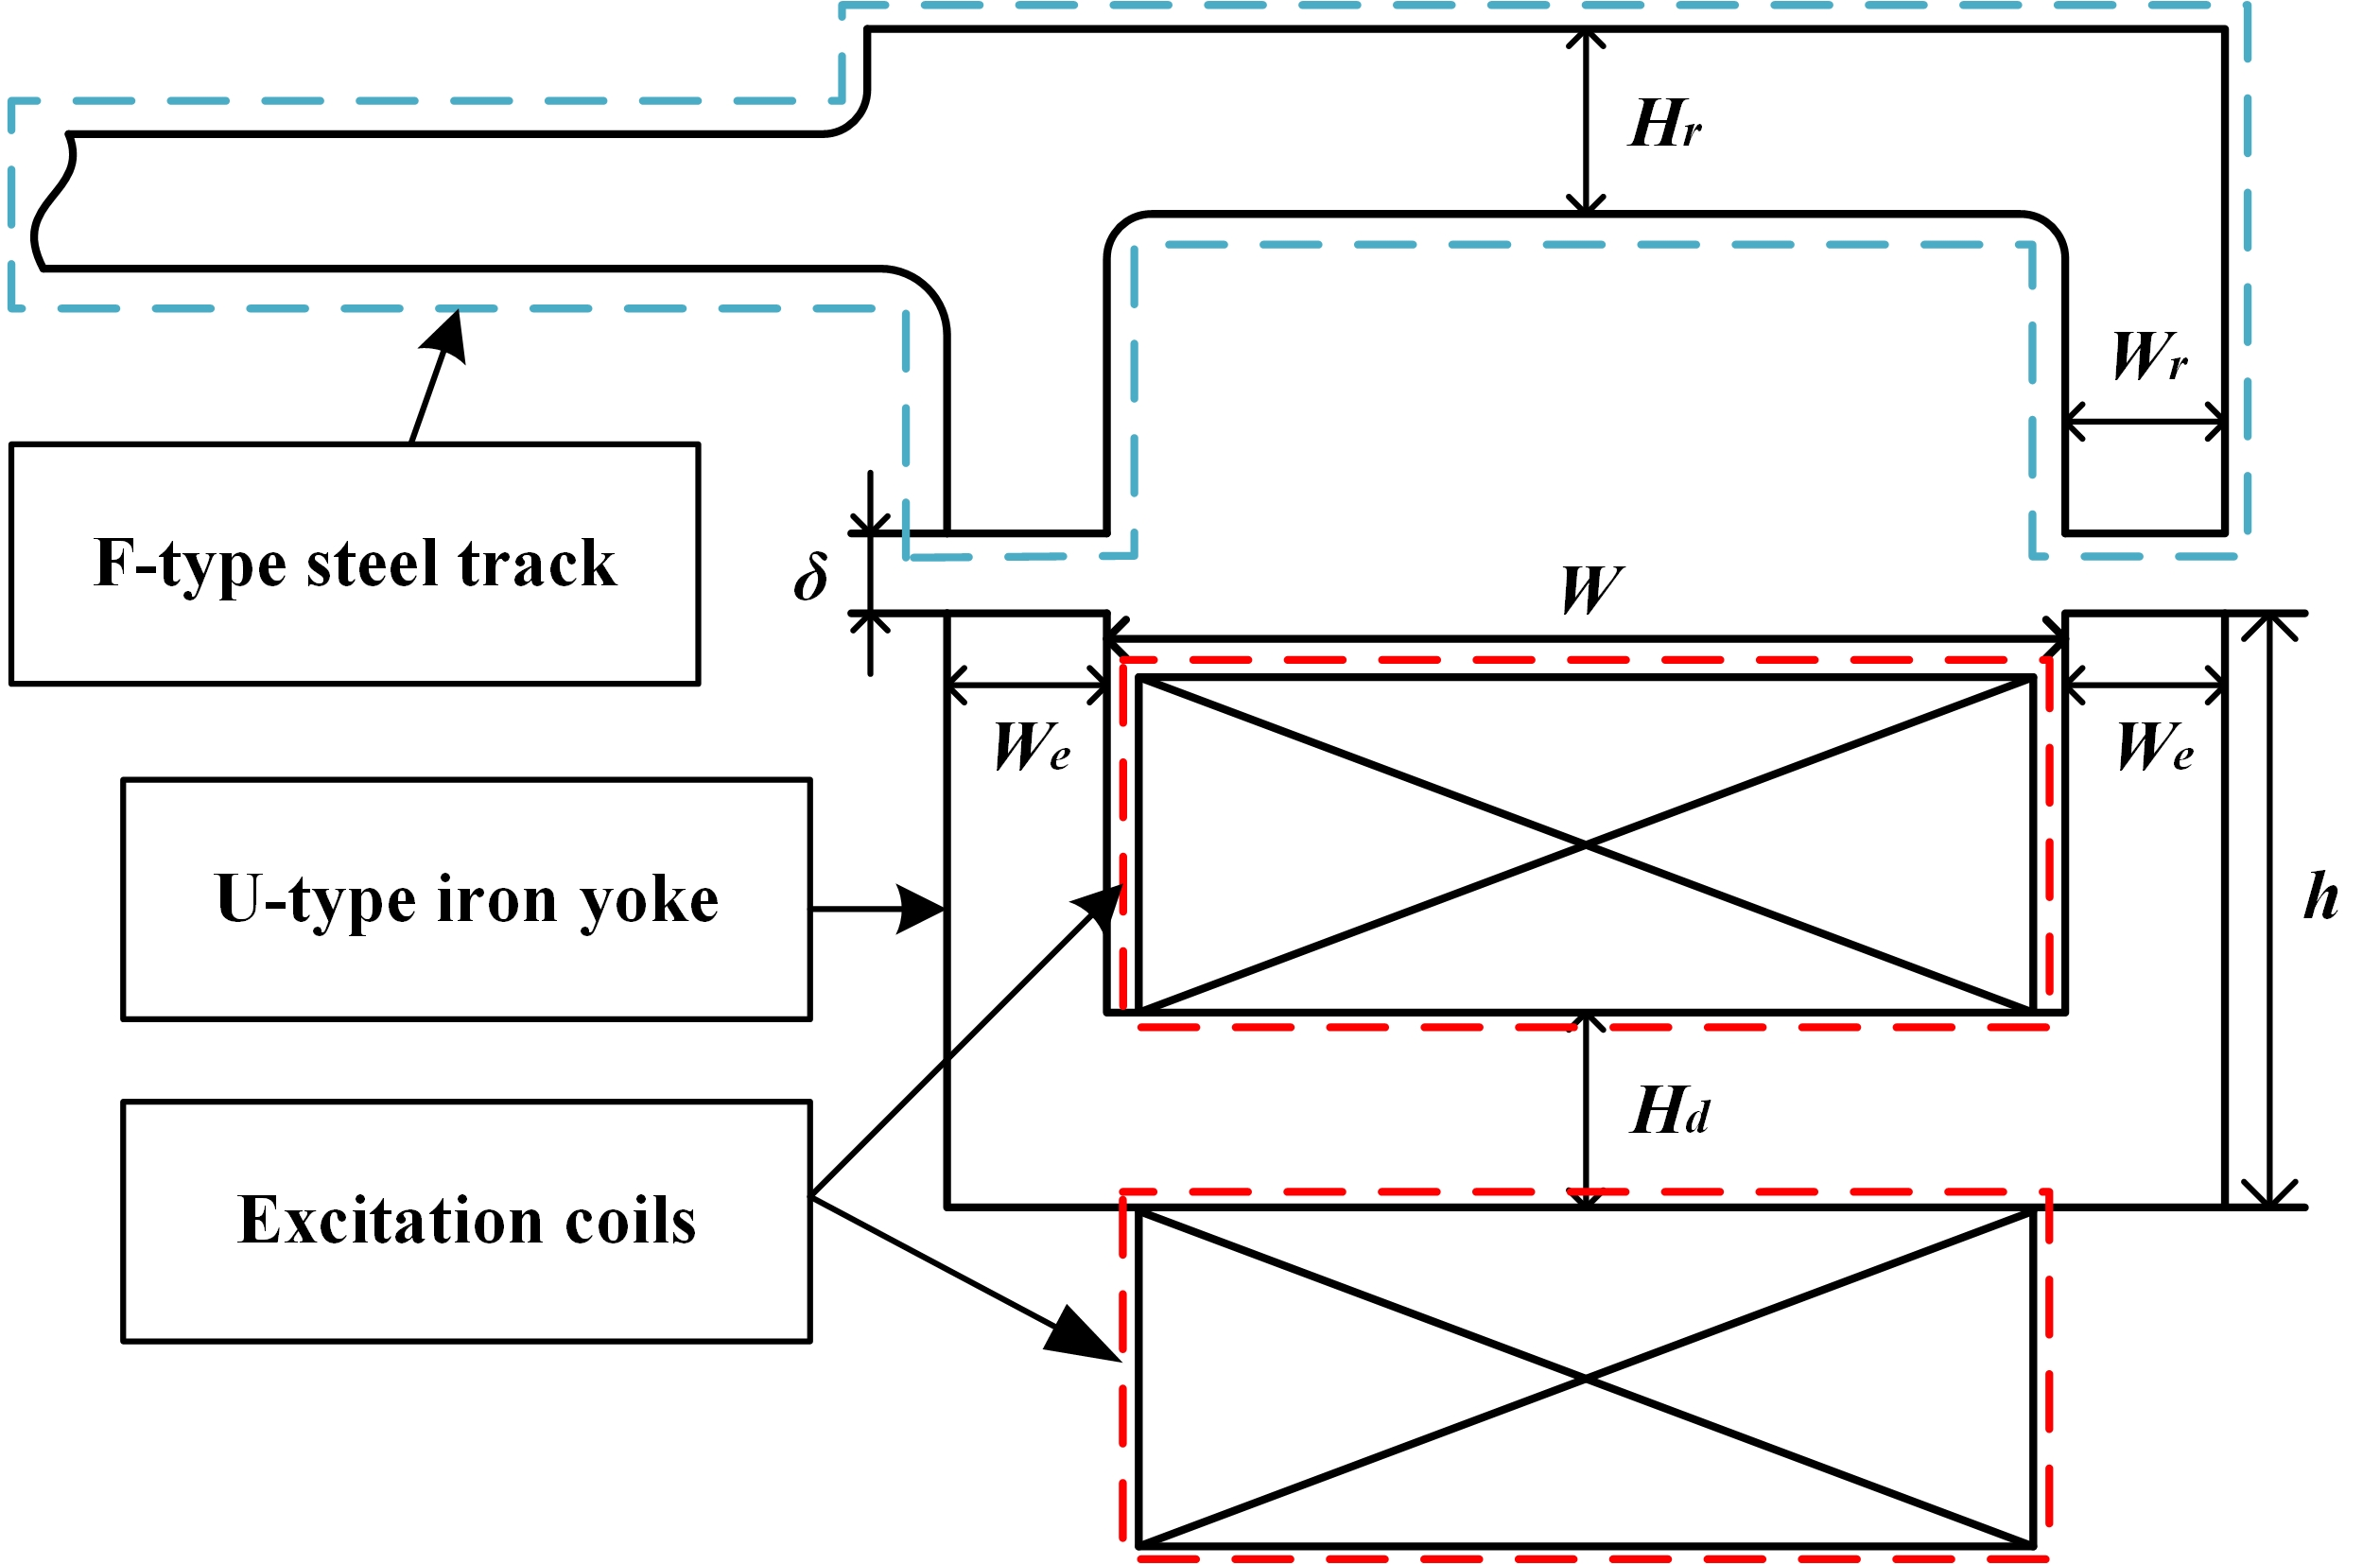 Hr
Wr
F-type steel track
δ
W
We
We
U-type iron yoke
h
Hd
Excitation coils